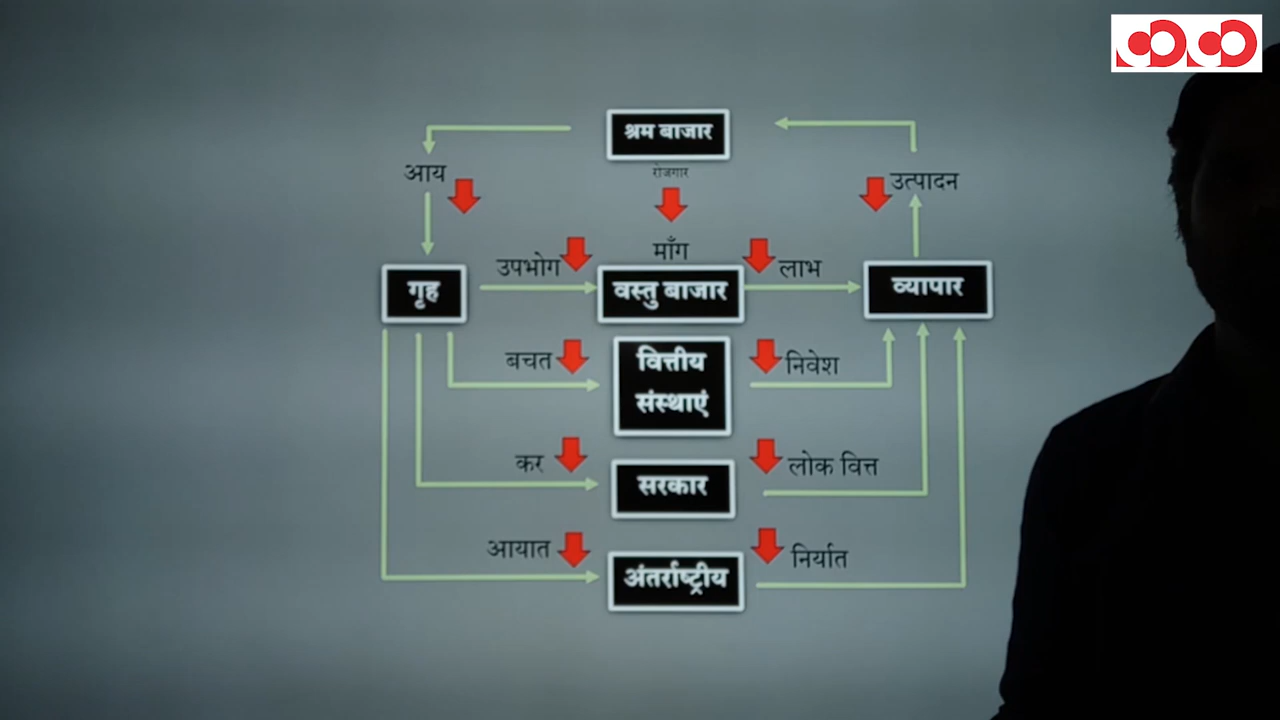 श्रम बाजार
रोजगार
आय
उत्पादन
माँग
उपभोग
लाभ
गृह
वस्तु बाजार
व्यापार
बचत
वित्तीय
संस्थाएं
निवेश
कर
सरकार
लोक वित्त
आयात
अंतर्राष्ट्रीय
निर्यात